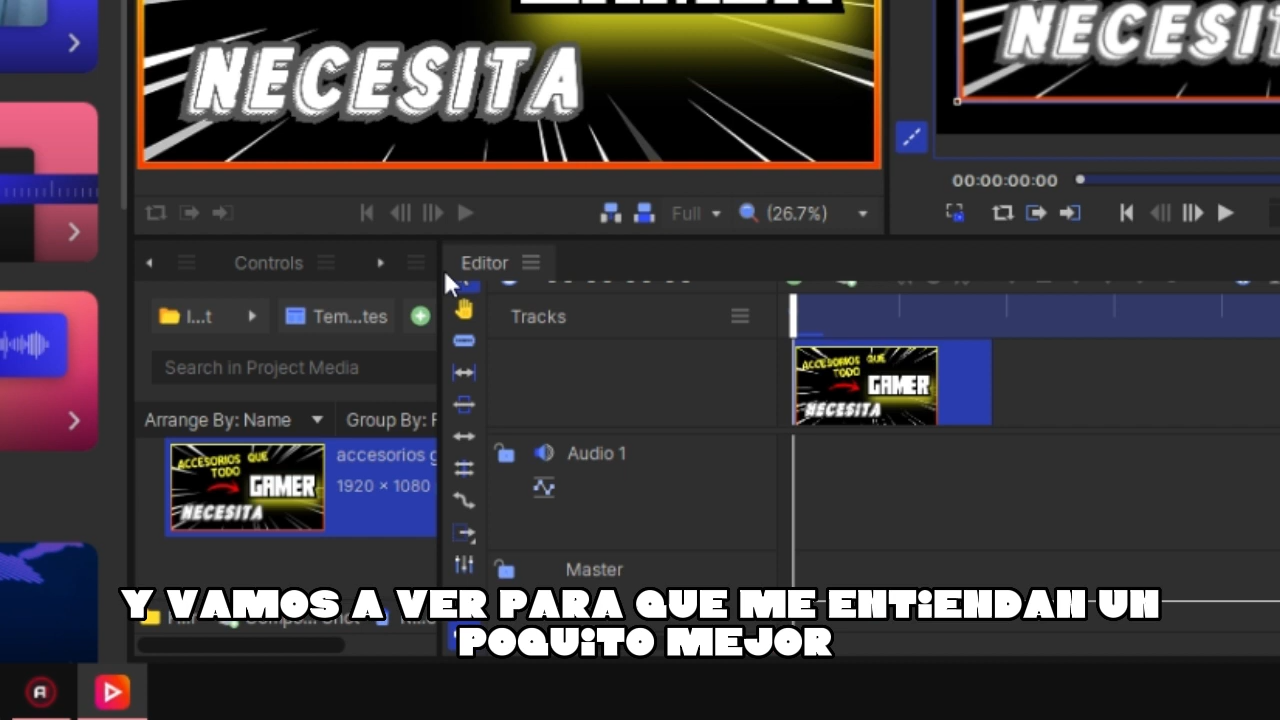 NECESITA
NECESIT
00:00:00:00
Full
(26.7%)
Controls
Editor
I...t
Tem...tes
Tracks
Search in Project Media
ACCESORIOS QUE
TODO
GAMER
NECESITA
Arrange By: Name
Group By: F
accesorios g
1920 × 1080
ACCESORIOS QUE
TODO
GAMER
NECESITA
Audio 1
Master
Y VAMOS A VER PARA QUE ME ENTIENDAN UN
POQUITO MEJOR